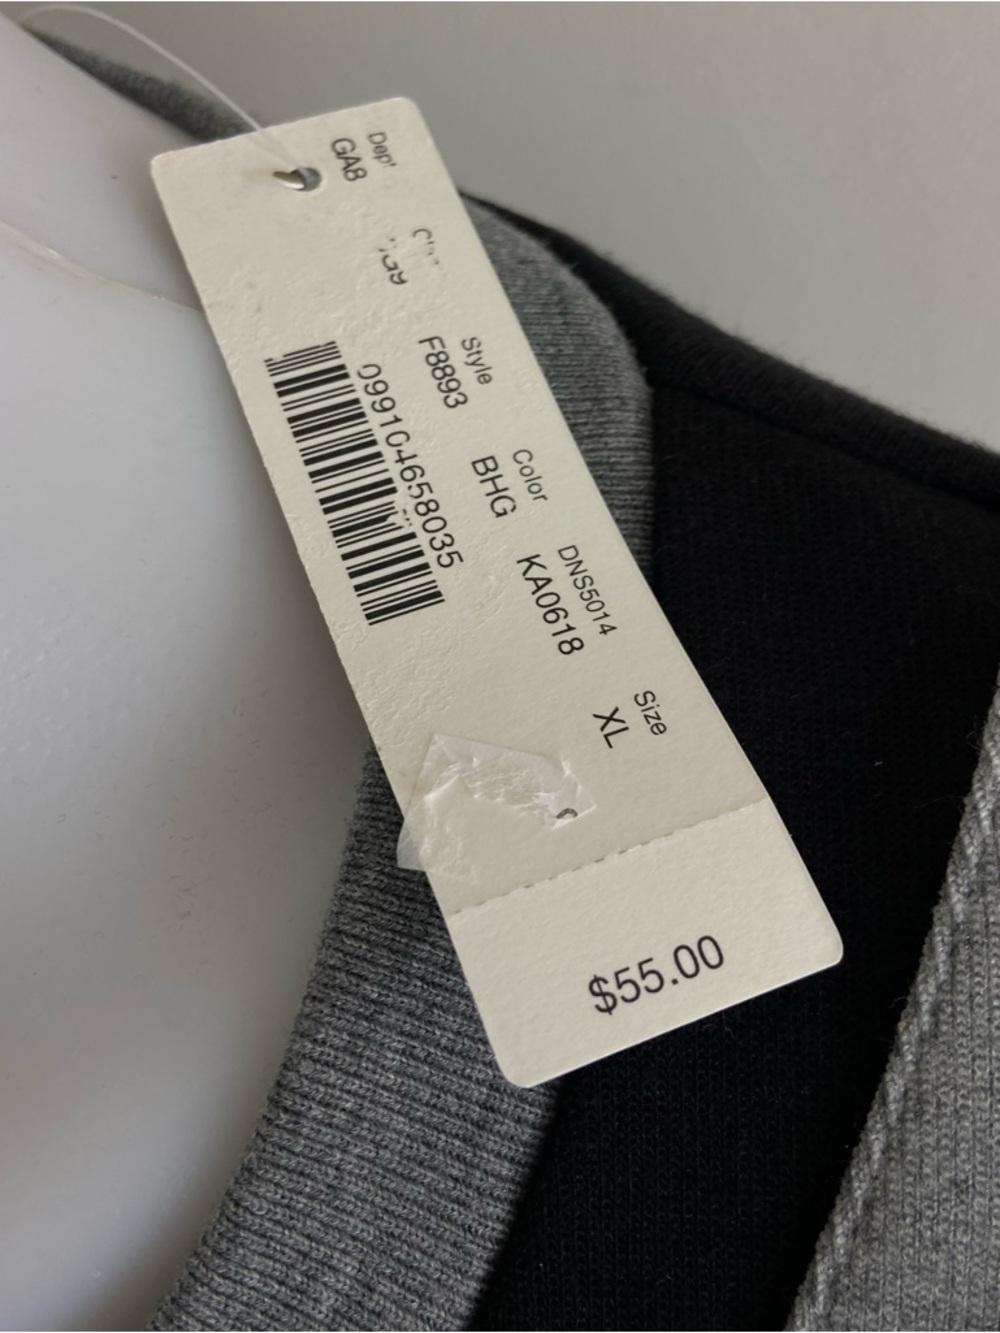 Dept
GA8
Style
F8893
Color
BHG
DNS5014
KA0618
Size
XL
099104658035
$55.00